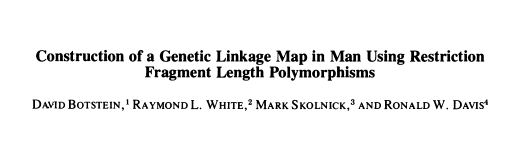 Construction of a Genetic Linkage Map in Man Using Restriction
Fragment Length Polymorphisms
DAVID BOTSTEIN,¹ RAYMOND L. WHITE,² MARK SKOLNICK,³ AND RONALD W. DAVIS⁴